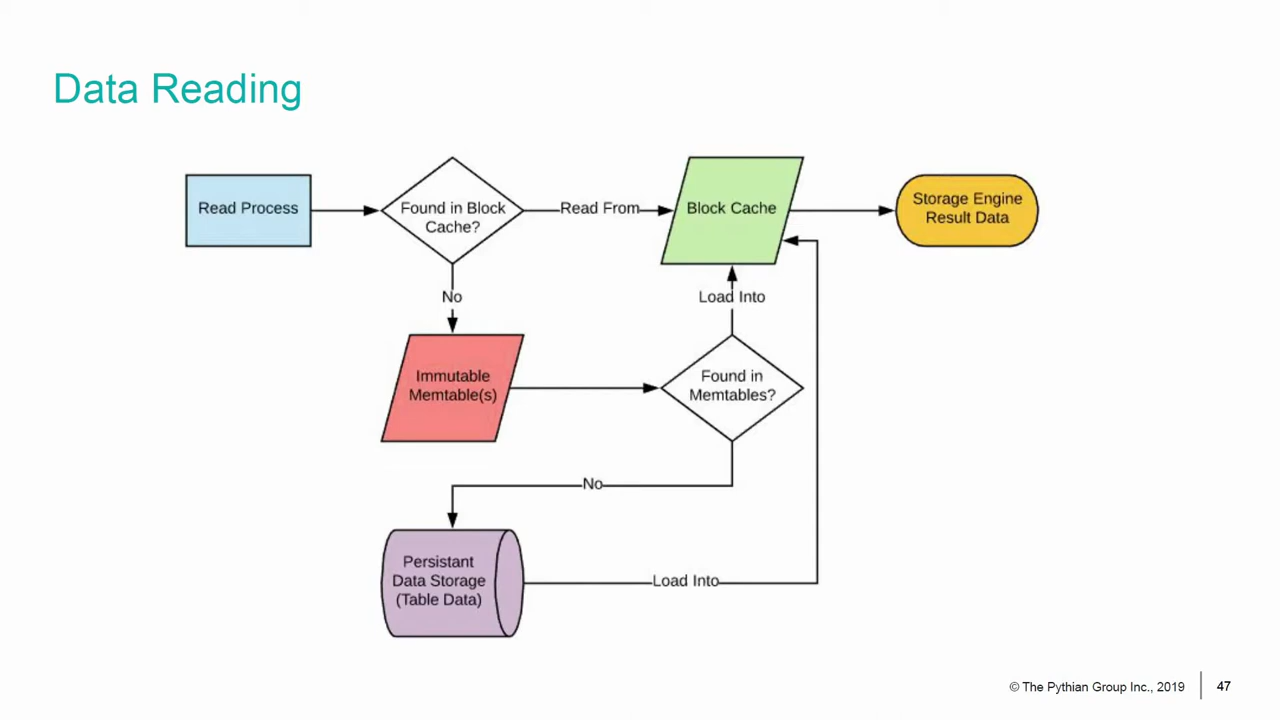 Data Reading
Read Process
Found in Block
Cache?
Read From
Block Cache
Storage Engine
Result Data
No
Load Into
Immutable
Memtable(s)
Found in
Memtables?
No
Persistant
Data Storage
(Table Data)
Load Into
© The Pythian Group Inc., 2019
47